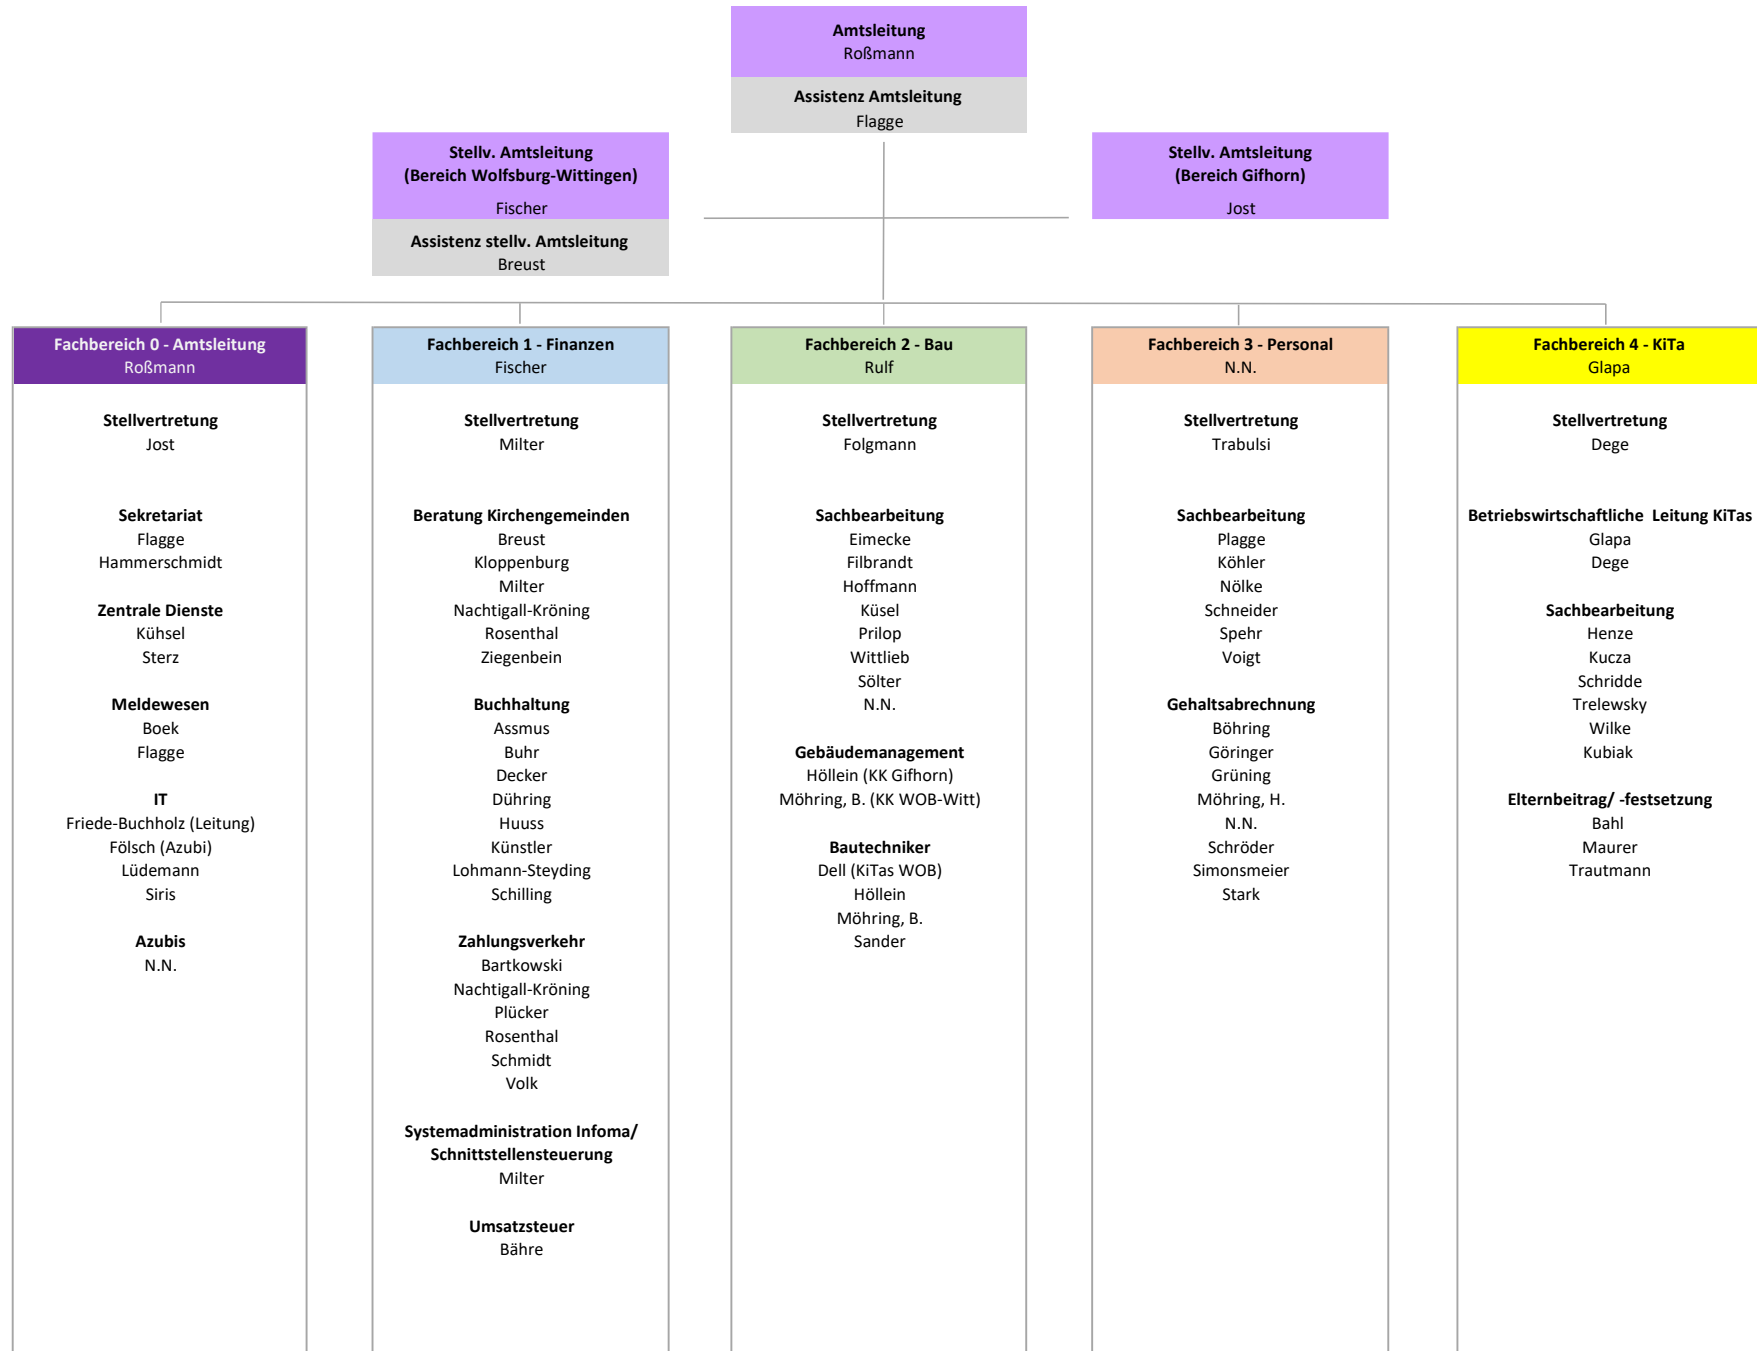 Amtsleitung
Roßmann
Assistenz Amtsleitung
Flagge
Stellv. Amtsleitung
(Bereich Wolfsburg-Wittingen)
Fischer
Assistenz stellv. Amtsleitung
Breust
Stellv. Amtsleitung
(Bereich Gifhorn)
Jost
Fachbereich 0 - Amtsleitung
Roßmann
Stellvertretung
Jost
Sekretariat
Flagge
Hammerschmidt
Zentrale Dienste
Kühsel
Sterz
Meldewesen
Boek
Flagge
IT
Friede-Buchholz (Leitung)
Fölsch (Azubi)
Lüdemann
Siris
Azubis
N.N.
Fachbereich 1 - Finanzen
Fischer
Stellvertretung
Milter
Beratung Kirchengemeinden
Breust
Kloppenburg
Milter
Nachtigall-Kröning
Rosenthal
Ziegenbein
Buchhaltung
Assmus
Buhr
Decker
Dühring
Huuss
Künstler
Lohmann-Steyding
Schilling
Zahlungsverkehr
Bartkowski
Nachtigall-Kröning
Plücker
Rosenthal
Schmidt
Volk
Systemadministration Infoma/
Schnittstellensteuerung
Milter
Umsatzsteuer
Bähre
Fachbereich 2 - Bau
Rulf
Stellvertretung
Folgmann
Sachbearbeitung
Eimecke
Filbrandt
Hoffmann
Küsel
Prilop
Wittlieb
Sölter
N.N.
Gebäudemanagement
Höllein (KK Gifhorn)
Möhring, B. (KK WOB-Witt)
Bautechniker
Dell (KiTas WOB)
Höllein
Möhring, B.
Sander
Fachbereich 3 - Personal
N.N.
Stellvertretung
Trabulsi
Sachbearbeitung
Plagge
Köhler
Nölke
Schneider
Spehr
Voigt
Gehaltsabrechnung
Böhring
Göringer
Grüning
Möhring, H.
N.N.
Schröder
Simonsmeier
Stark
Fachbereich 4 - KiTa
Glapa
Stellvertretung
Dege
Betriebswirtschaftliche Leitung KiTas
Glapa
Dege
Sachbearbeitung
Henze
Kucza
Schridde
Trelewsky
Wilke
Kubiak
Elternbeitrag/ -festsetzung
Bahl
Maurer
Trautmann